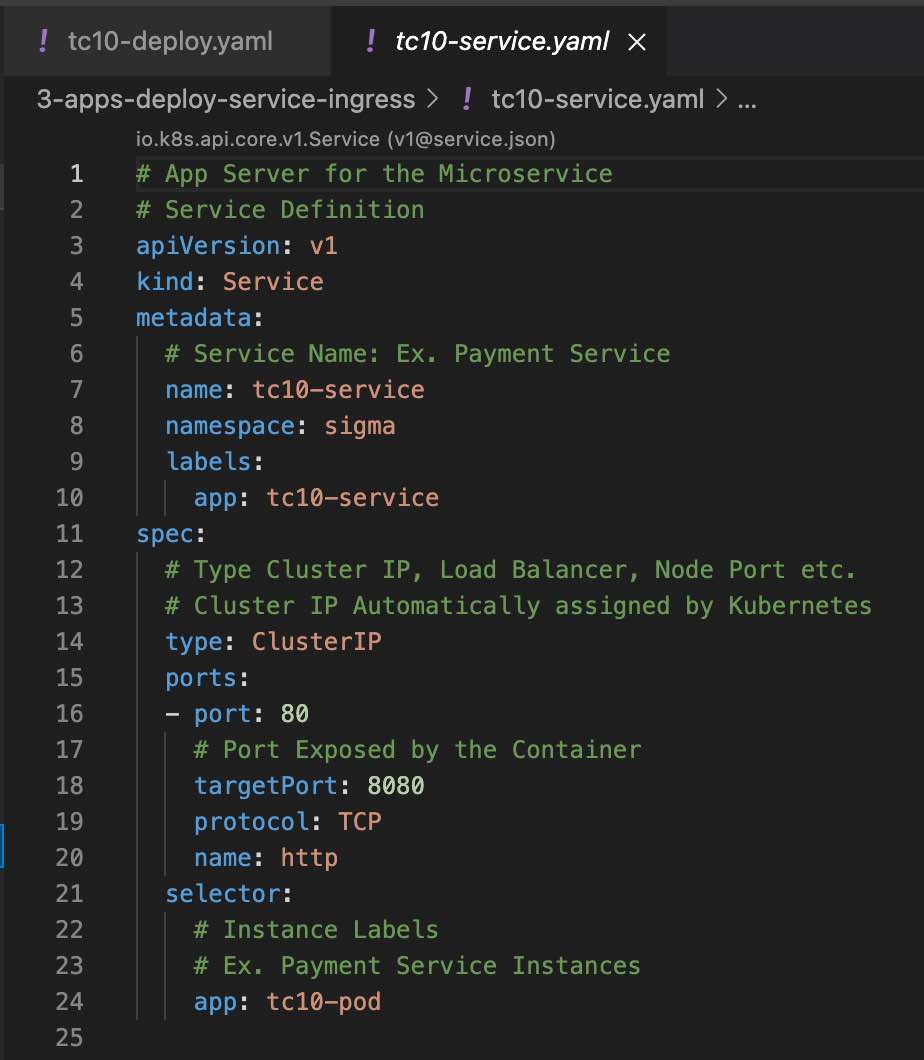 ! tc10-deploy.yaml
! tc10-service.yaml ×
3-apps-deploy-service-ingress > ! tc10-service.yaml > ...
io.k8s.api.core.v1.Service (v1@service.json)
1 # App Server for the Microservice
2 # Service Definition
3 apiVersion: v1
4 kind: Service
5 metadata:
6   # Service Name: Ex. Payment Service
7   name: tc10-service
8   namespace: sigma
9   labels:
10     app: tc10-service
11 spec:
12   # Type Cluster IP, Load Balancer, Node Port etc.
13   # Cluster IP Automatically assigned by Kubernetes
14   type: ClusterIP
15   ports:
16   - port: 80
17     # Port Exposed by the Container
18     targetPort: 8080
19     protocol: TCP
20     name: http
21   selector:
22     # Instance Labels
23     # Ex. Payment Service Instances
24     app: tc10-pod
25